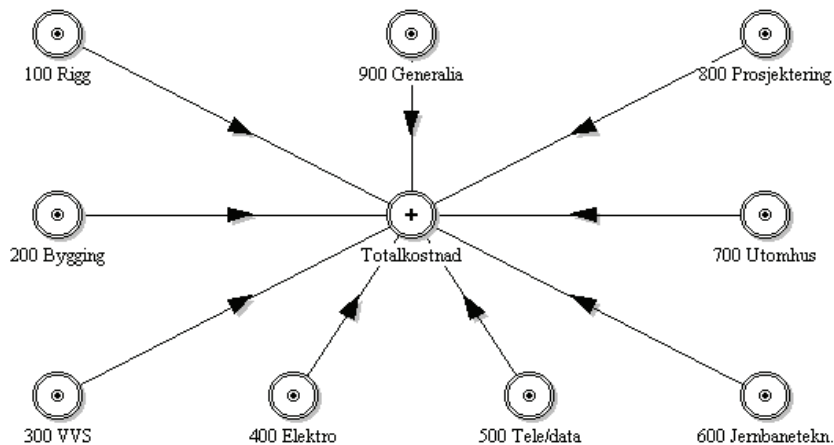 100 Rigg
900 Generalia
800 Prosjektering
200 Bygging
Totalkostnad
700 Utomhus
300 VVS
400 Elektro
500 Tele/data
600 Jernbanetekn.